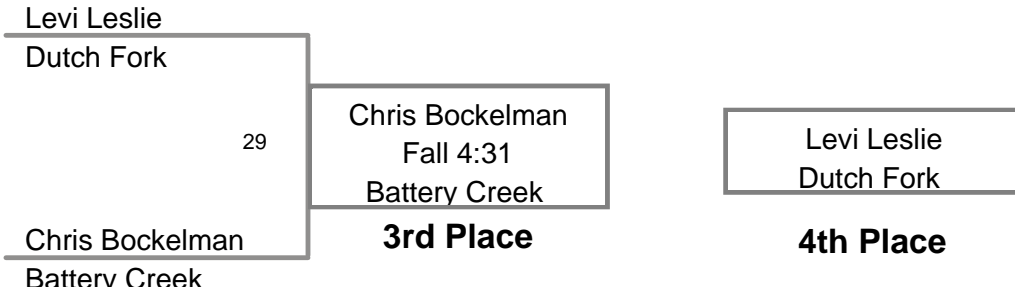 Levi Leslie
Dutch Fork
29
Chris Bockelman
Fall 4:31
Battery Creek
3rd Place
Levi Leslie
Dutch Fork
4th Place
Chris Bockelman
Battery Creek